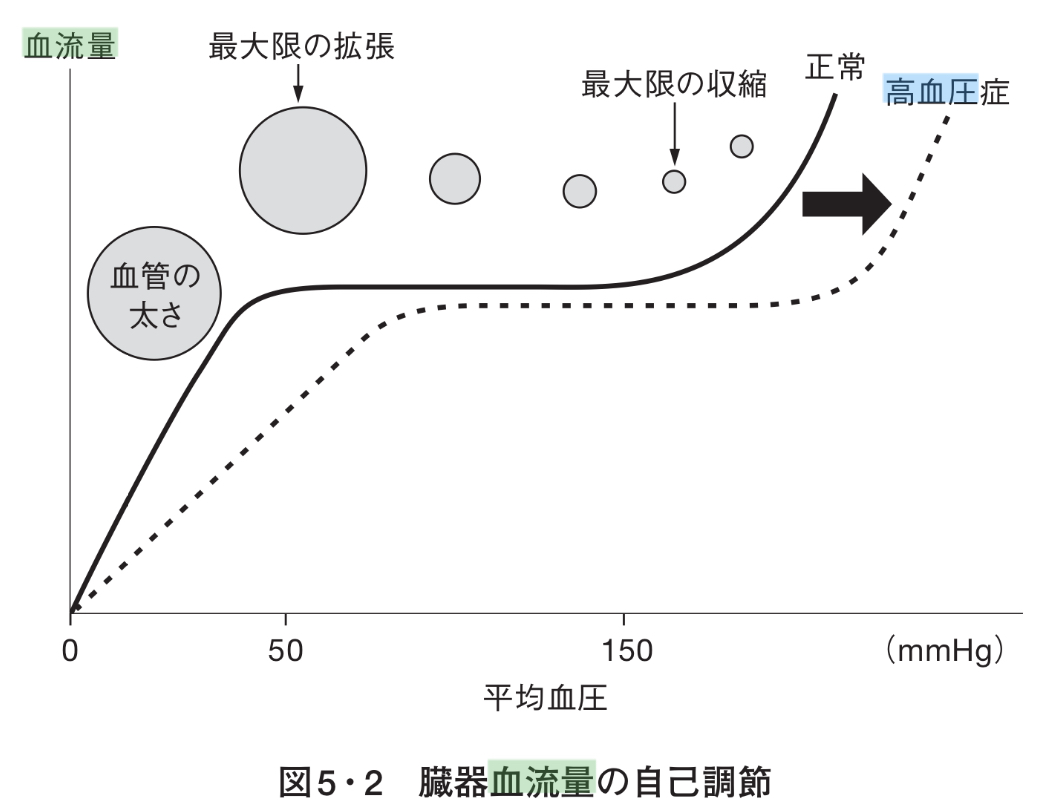 血流量
最大限の拡張
最大限の収縮
正常
高血圧症
血管の
太さ
0
50
150
（mmHg）
平均血圧
図5・2　臓器血流量の自己調節